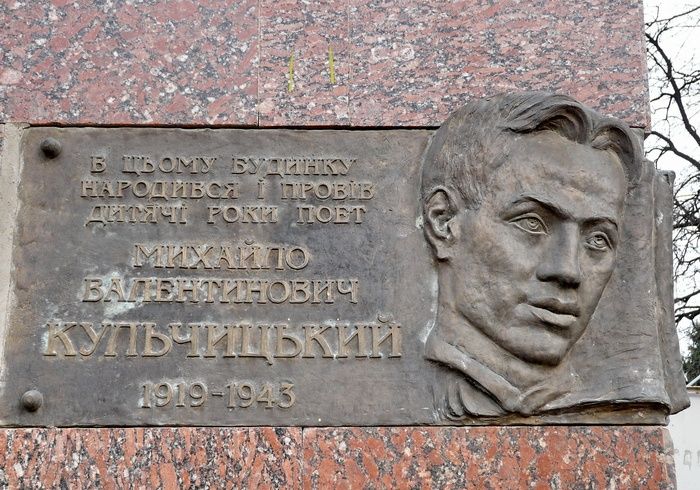 В ЦЬОМУ БУДИНКУ
НАРОДИВСЯ І ПРОВІВ
ДИТЯЧІ РОКИ ПОЕТ
МИХАЙЛО
ВАЛЕНТИНОВИЧ
КУЛЬЧИЦЬКИЙ
1919-1943